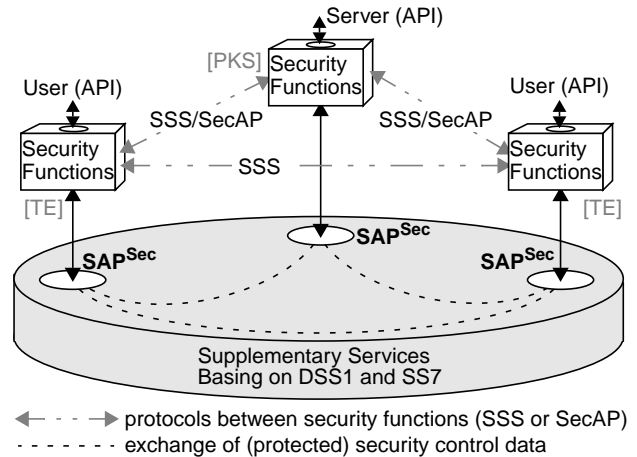 Server (API)
[PKS]
Security
Functions
User (API)
User (API)
SSS/SecAP
SSS/SecAP
Security
Functions
SSS
Security
Functions
[TE]
[TE]
SAPSec
SAPSec
SAPSec
Supplementary Services
Basing on DSS1 and SS7
protocols between security functions (SSS or SecAP)
exchange of (protected) security control data